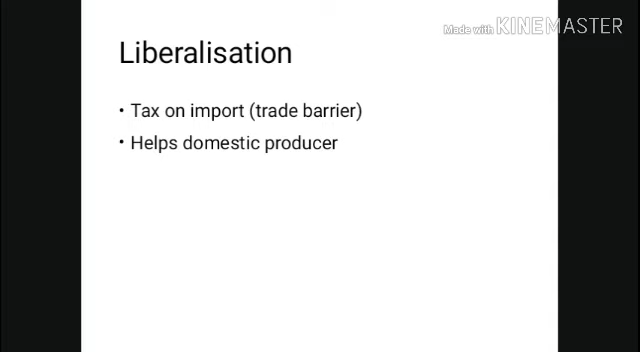 Made with KINEMASTER
Liberalisation
• Tax on import (trade barrier)
• Helps domestic producer